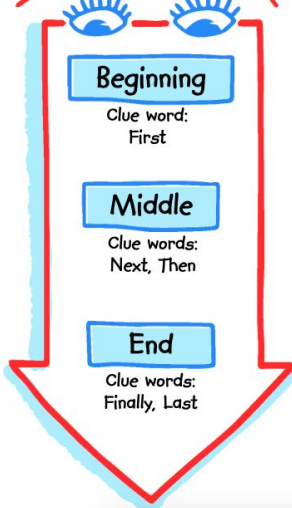 Beginning
Clue word:
First
Middle
Clue words:
Next, Then
End
Clue words:
Finally, Last